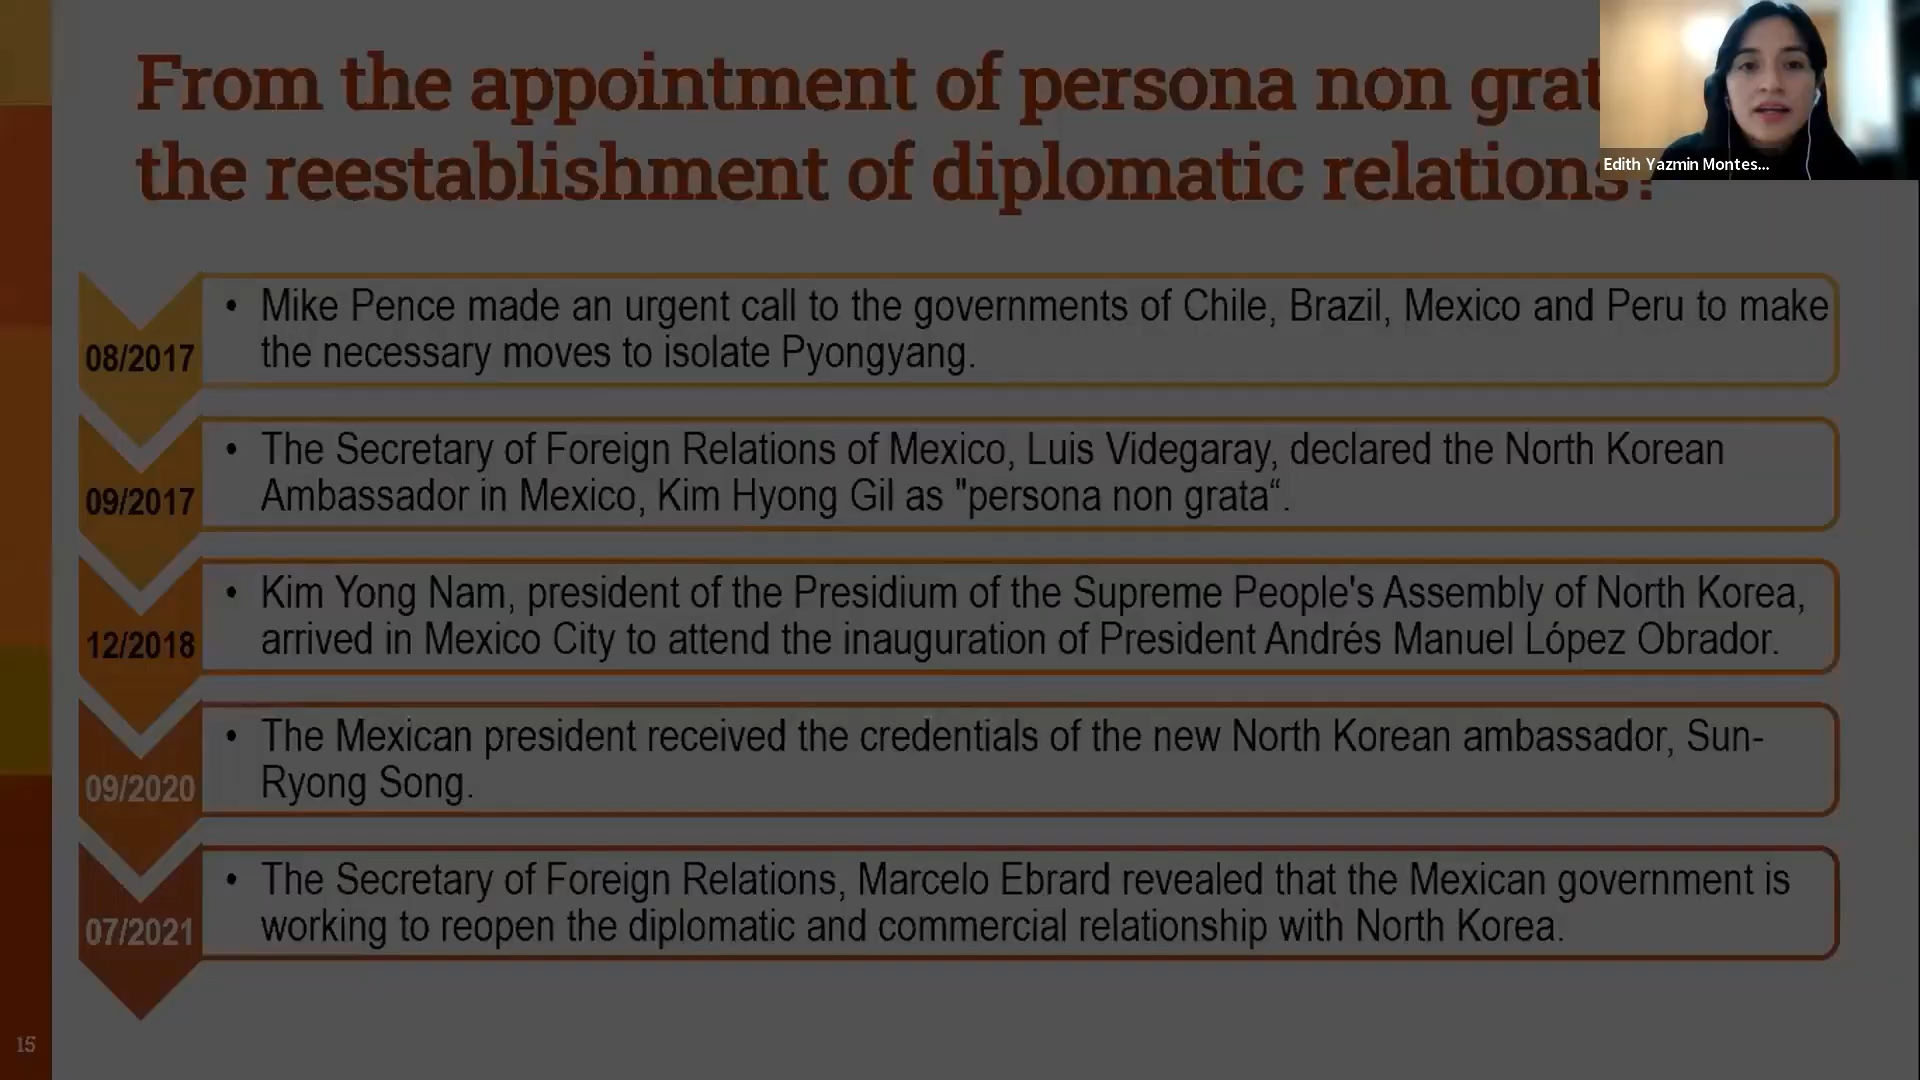 From the appointment of persona non grat
the reestablishment of diplomatic relations?
Edith Yazmin Montes...
08/2017
• Mike Pence made an urgent call to the governments of Chile, Brazil, Mexico and Peru to make
the necessary moves to isolate Pyongyang.
09/2017
• The Secretary of Foreign Relations of Mexico, Luis Videgaray, declared the North Korean
Ambassador in Mexico, Kim Hyong Gil as "persona non grata“.
12/2018
• Kim Yong Nam, president of the Presidium of the Supreme People's Assembly of North Korea,
arrived in Mexico City to attend the inauguration of President Andrés Manuel López Obrador.
09/2020
• The Mexican president received the credentials of the new North Korean ambassador, Sun-
Ryong Song.
07/2021
• The Secretary of Foreign Relations, Marcelo Ebrard revealed that the Mexican government is
working to reopen the diplomatic and commercial relationship with North Korea.
15